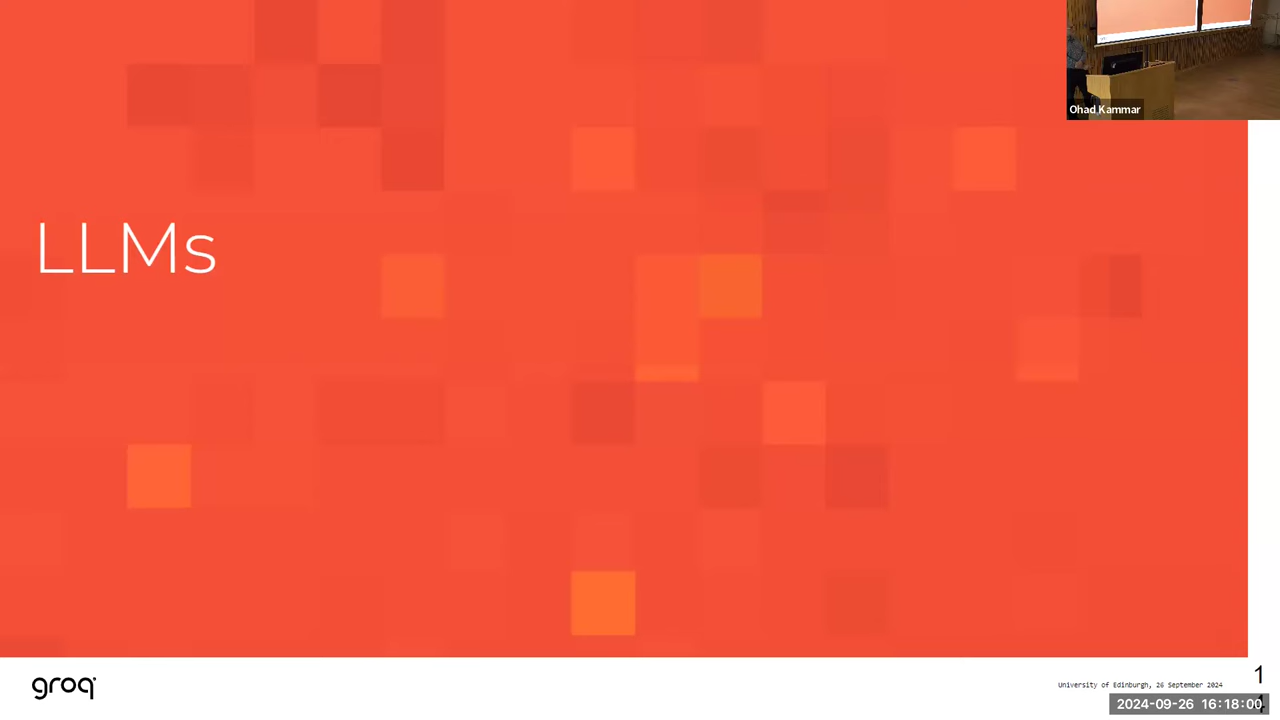 Ohad Kammar
LLMs
groq
University of Edinburgh, 26 September 2024
1
2024-09-26 16:18:00